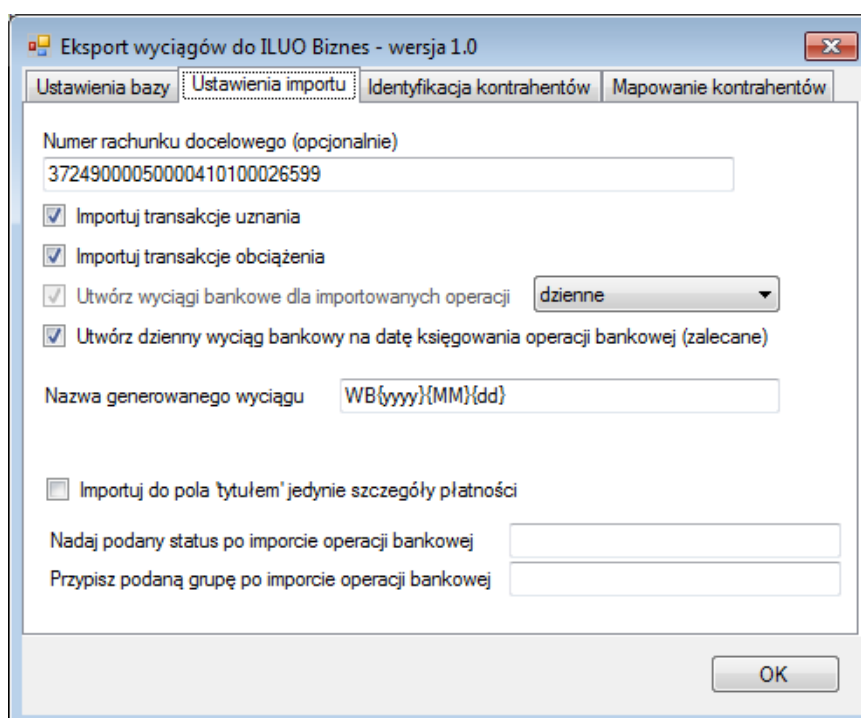 Eksport wyciągów do ILUO Biznes - wersja 1.0
Ustawienia bazy Ustawienia importu Identyfikacja kontrahentów Mapowanie kontrahentów
Numer rachunku docelowego (opcjonalnie)
37249000050000410100026599
Importuj transakcje uznania
Importuj transakcje obciążenia
Utwórz wyciągi bankowe dla importowanych operacji dzienne
Utwórz dzienny wyciąg bankowy na datę księgowania operacji bankowej (zalecane)
Nazwa generowanego wyciągu WB{yyyy}{MM}{dd}
Importuj do pola 'tytułem' jedynie szczegóły płatności
Nadaj podany status po imporcie operacji bankowej
Przypisz podaną grupę po imporcie operacji bankowej
OK